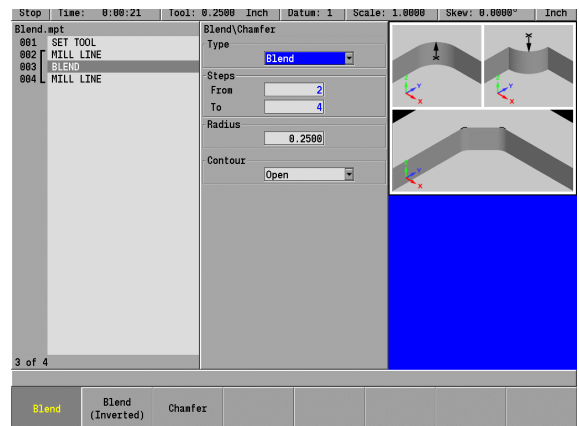 Stop Time: 0:00:21 Tool: 0.2500 Inch Datum: 1 Scale: 1.0000 Skew: 0.0000° Inch
Blend.mpt
001 SET TOOL
002 MILL LINE
003 BLEND
004 MILL LINE
3 of 4
Blend\Chamfer
Type
Blend
Steps
From 2
To 4
Radius
0.2500
Contour
Open
Z Y X
Z Y X
Z Y X
Blend
Blend (Inverted)
Chamfer